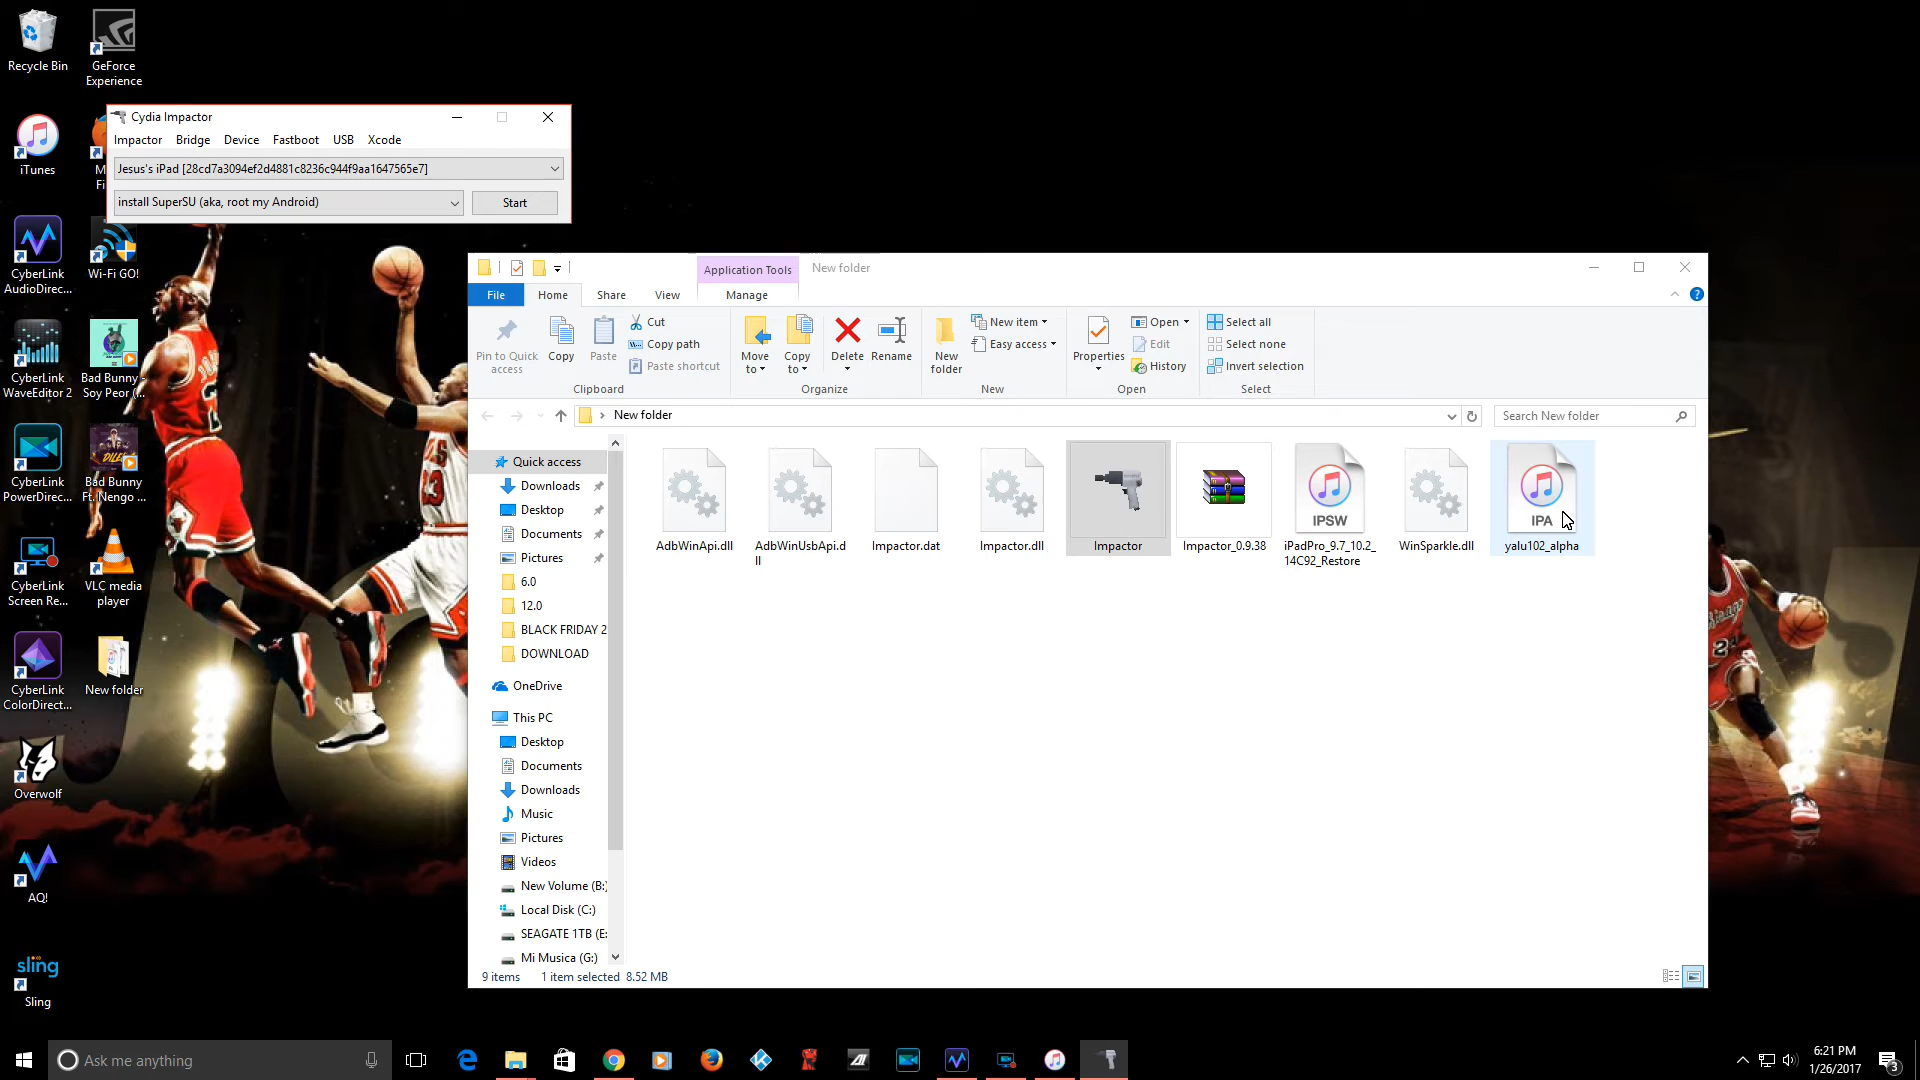 Recycle Bin
GeForce
Experience
iTunes
CyberLink
AudioDirec...
Wi-Fi GO!
CyberLink
WaveEditor 2
Bad Bunny -
Soy Peor (f...
CyberLink
PowerDirec...
Bad Bunny
Ft. Nengo ...
CyberLink
Screen Re...
VLC media
player
CyberLink
ColorDirect...
New folder
Overwolf
AQ!
sling
Sling
Cydia Impactor
Impactor Bridge Device Fastboot USB Xcode
Jesus's iPad [28cd7a3094ef2d4881c8236c944f9aa1647565e7]
install SuperSU (aka, root my Android)
Start
Application Tools
New folder
File Home Share View Manage
Pin to Quick
access
Copy
Paste
Cut
Copy path
Paste shortcut
Clipboard
Move
to
Copy
to
Delete
Rename
Organize
New
folder
New item
Easy access
New
Properties
Open
Edit
History
Open
Select all
Select none
Invert selection
Select
New folder
Search New folder
Quick access
Downloads
Desktop
Documents
Pictures
6.0
12.0
BLACK FRIDAY 2
DOWNLOAD
OneDrive
This PC
Desktop
Documents
Downloads
Music
Pictures
Videos
New Volume (B:)
Local Disk (C:)
SEAGATE 1TB (E:
Mi Musica (G:)
AdbWinApi.dll
AdbWinUsbApi.d
ll
Impactor.dat
Impactor.dll
Impactor
Impactor_0.9.38
IPSW
iPadPro_9.7_10.2_
14C92_Restore
WinSparkle.dll
IPA
yalu102_alpha
9 items 1 item selected 8.52 MB
Ask me anything
6:21 PM
1/26/2017
3